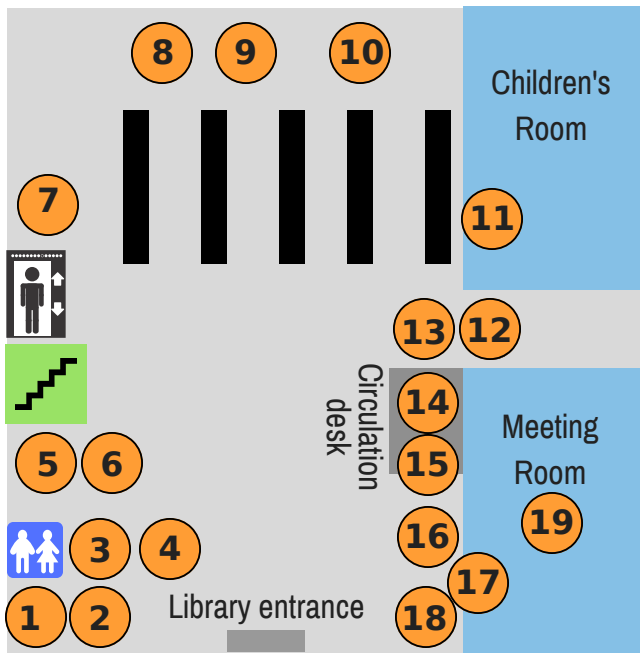 8 9 10
Children's
Room
7
11
13 12
Circulation
desk
14
Meeting
Room
5 6
15
19
3 4
16
17
1 2
Library entrance
18